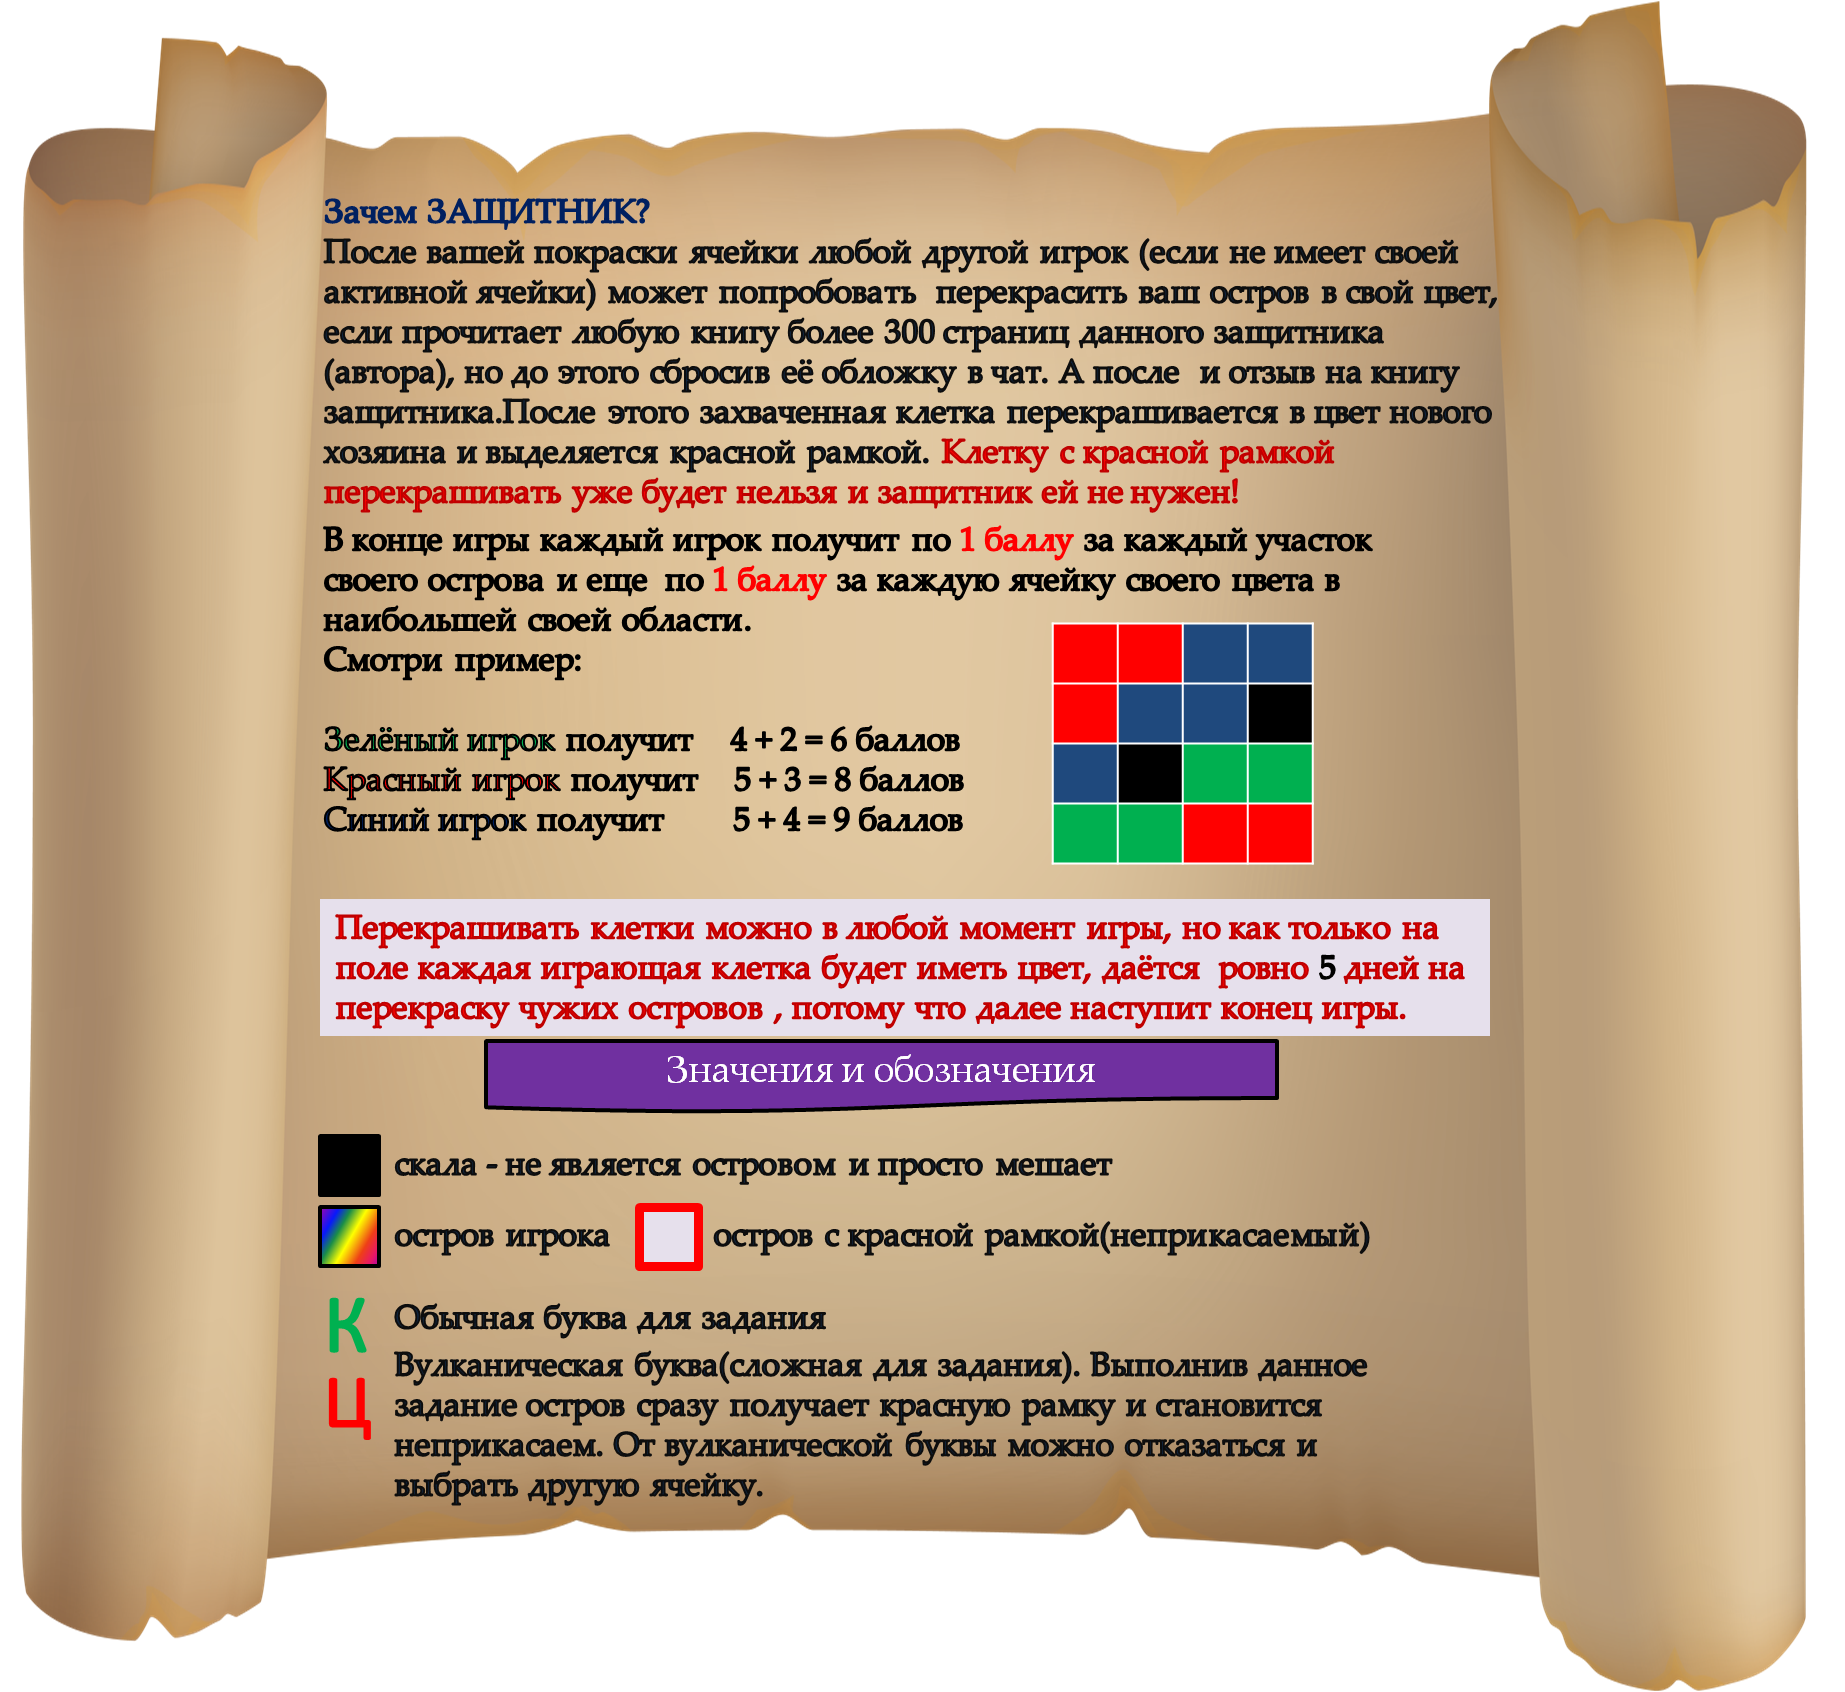 Зачем ЗАЩИТНИК?
После вашей покраски ячейки любой другой игрок (если не имеет своей
активной ячейки) может попробовать перекрасить ваш остров в свой цвет,
если прочитает любую книгу более 300 страниц данного защитника
(автора), но до этого сбросив её обложку в чат. А после и отзыв на книгу
защитника.После этого захваченная клетка перекрашивается в цвет нового
хозяина и выделяется красной рамкой. Клетку с красной рамкой
перекрашивать уже будет нельзя и защитник ей не нужен!
В конце игры каждый игрок получит по 1 баллу за каждый участок
своего острова и еще по 1 баллу за каждую ячейку своего цвета в
наибольшей своей области.
Смотри пример:
Зелёный игрок получит 4 + 2 = 6 баллов
Красный игрок получит 5 + 3 = 8 баллов
Синий игрок получит 5 + 4 = 9 баллов
Перекрашивать клетки можно в любой момент игры, но как только на
поле каждая играющая клетка будет иметь цвет, даётся ровно 5 дней на
перекраску чужих островов , потому что далее наступит конец игры.
Значения и обозначения
скала - не является островом и просто мешает
остров игрока остров с красной рамкой(неприкасаемый)
К Обычная буква для задания
Вулканическая буква(сложная для задания). Выполнив данное
Ц задание остров сразу получает красную рамку и становится
неприкасаем. От вулканической буквы можно отказаться и
выбрать другую ячейку.